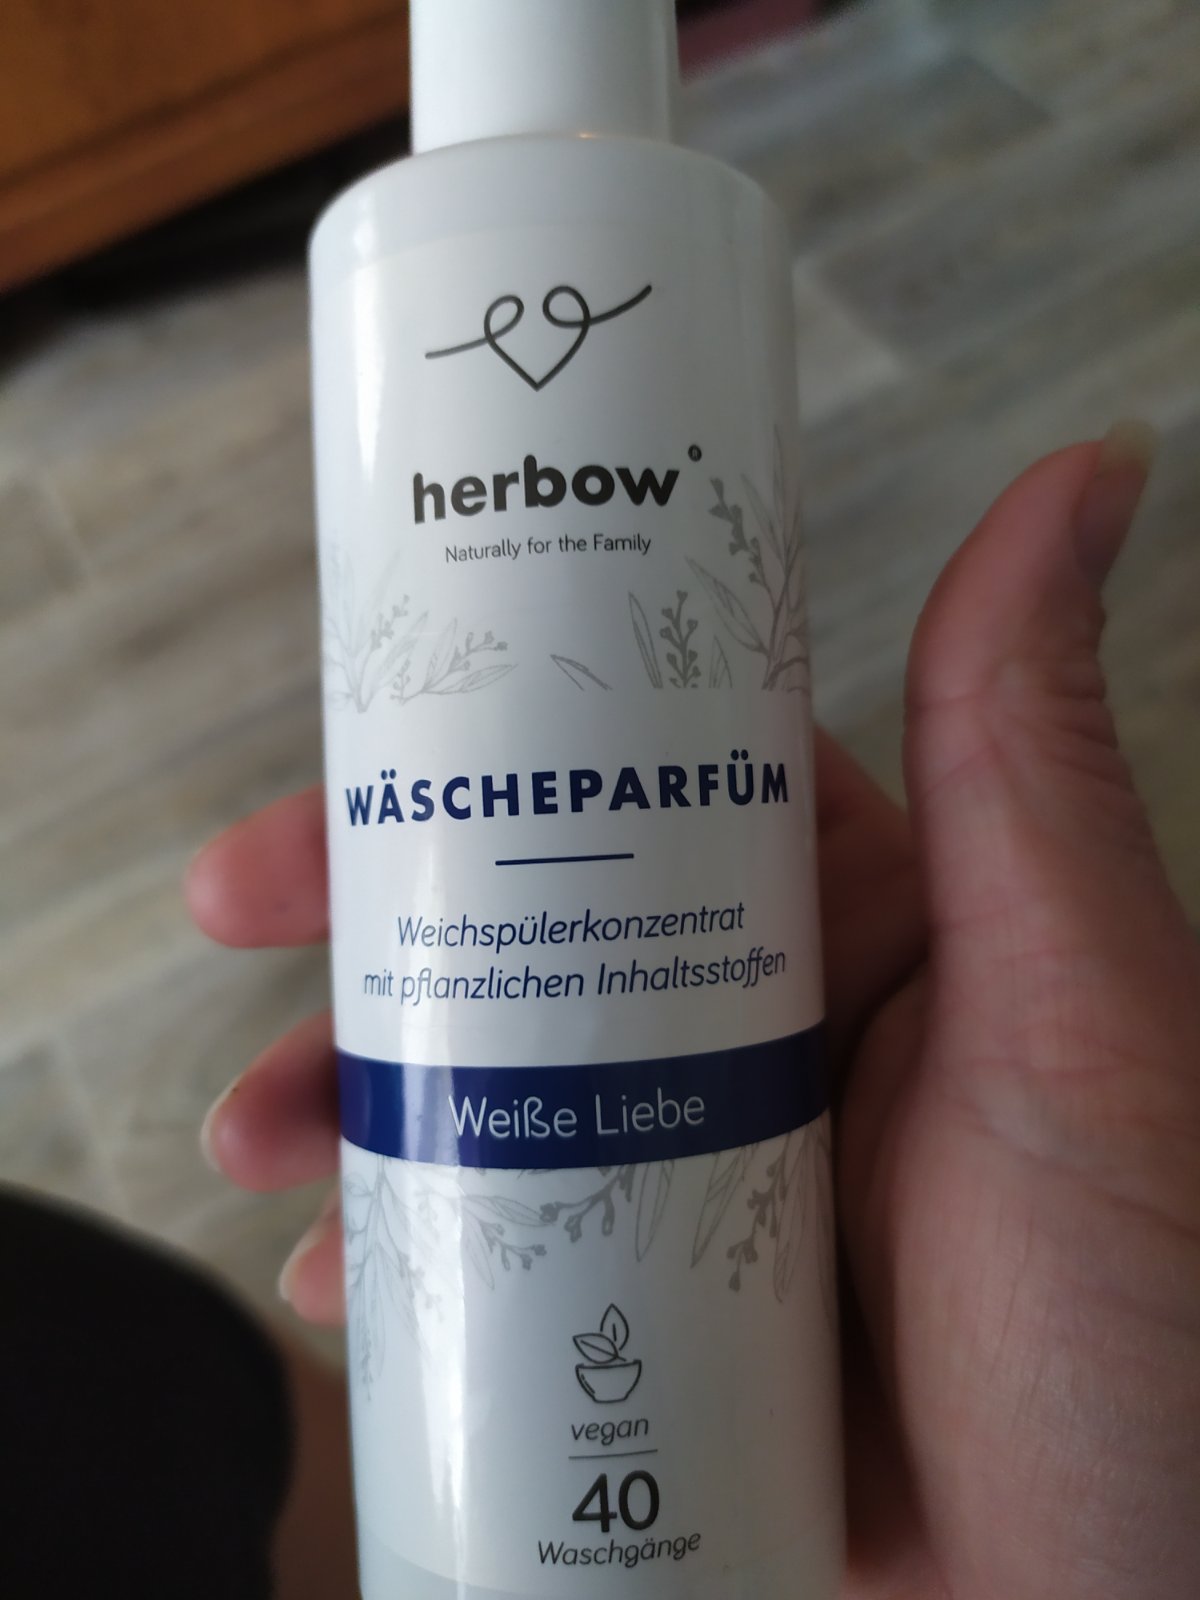 herbow®
Naturally for the Family
WÄSCHEPARFÜM
Weichspülerkonzentrat
mit pflanzlichen Inhaltsstoffen
Weiße Liebe
vegan
40
Waschgänge